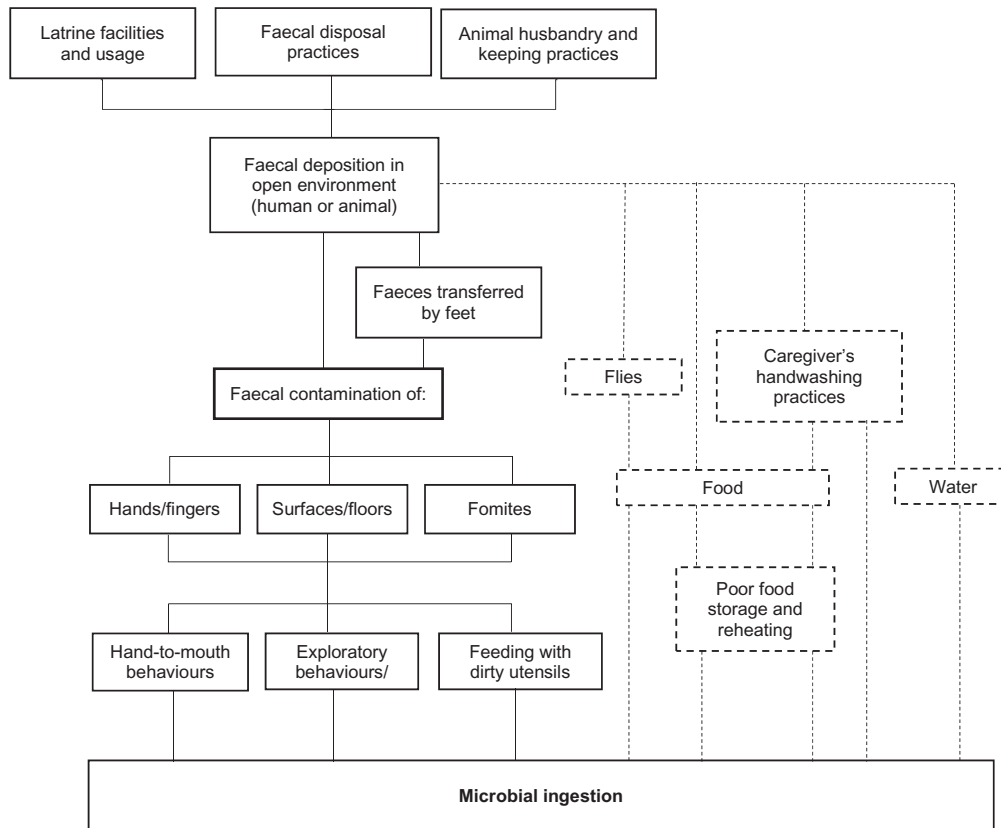 Latrine facilities
and usage
Faecal disposal
practices
Animal husbandry and
keeping practices
Faecal deposition in
open environment
(human or animal)
Faeces transferred
by feet
Faecal contamination of:
Flies
Caregiver's
handwashing
practices
Hands/fingers
Surfaces/floors
Fomites
Food
Water
Poor food
storage and
reheating
Hand-to-mouth
behaviours
Exploratory
behaviours/
Feeding with
dirty utensils
Microbial ingestion